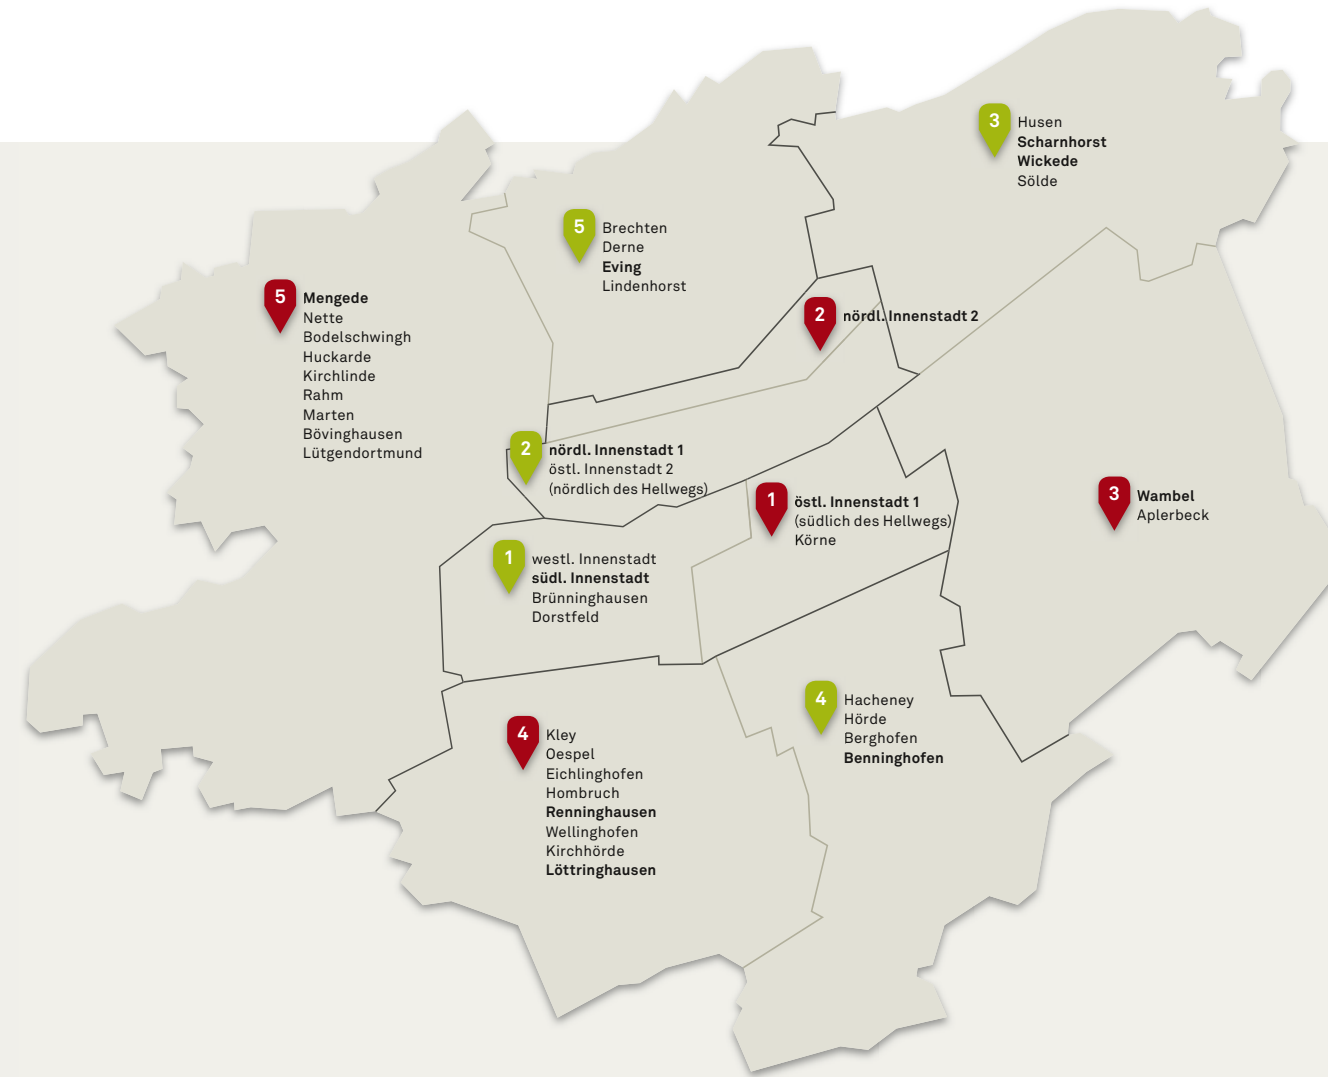 3
Husen
Scharnhorst
Wickede
Sölde
5
Brechten
Derne
Eving
Lindenhorst
5
Mengede
Nette
Bodelschwingh
Huckarde
Kirchlinde
Rahm
Marten
Bövinghausen
Lütgendortmund
2
nördl. Innenstadt 2
2
nördl. Innenstadt 1
östl. Innenstadt 2
(nördlich des Hellwegs)
1
östl. Innenstadt 1
(südlich des Hellwegs)
Körne
3
Wambel
Aplerbeck
1
westl. Innenstadt
südl. Innenstadt
Brünninghausen
Dorstfeld
4
Hacheney
Hörde
Berghofen
Benninghofen
4
Kley
Oespel
Eichlinghofen
Hombruch
Renninghausen
Wellinghofen
Kirchhörde
Löttringhausen